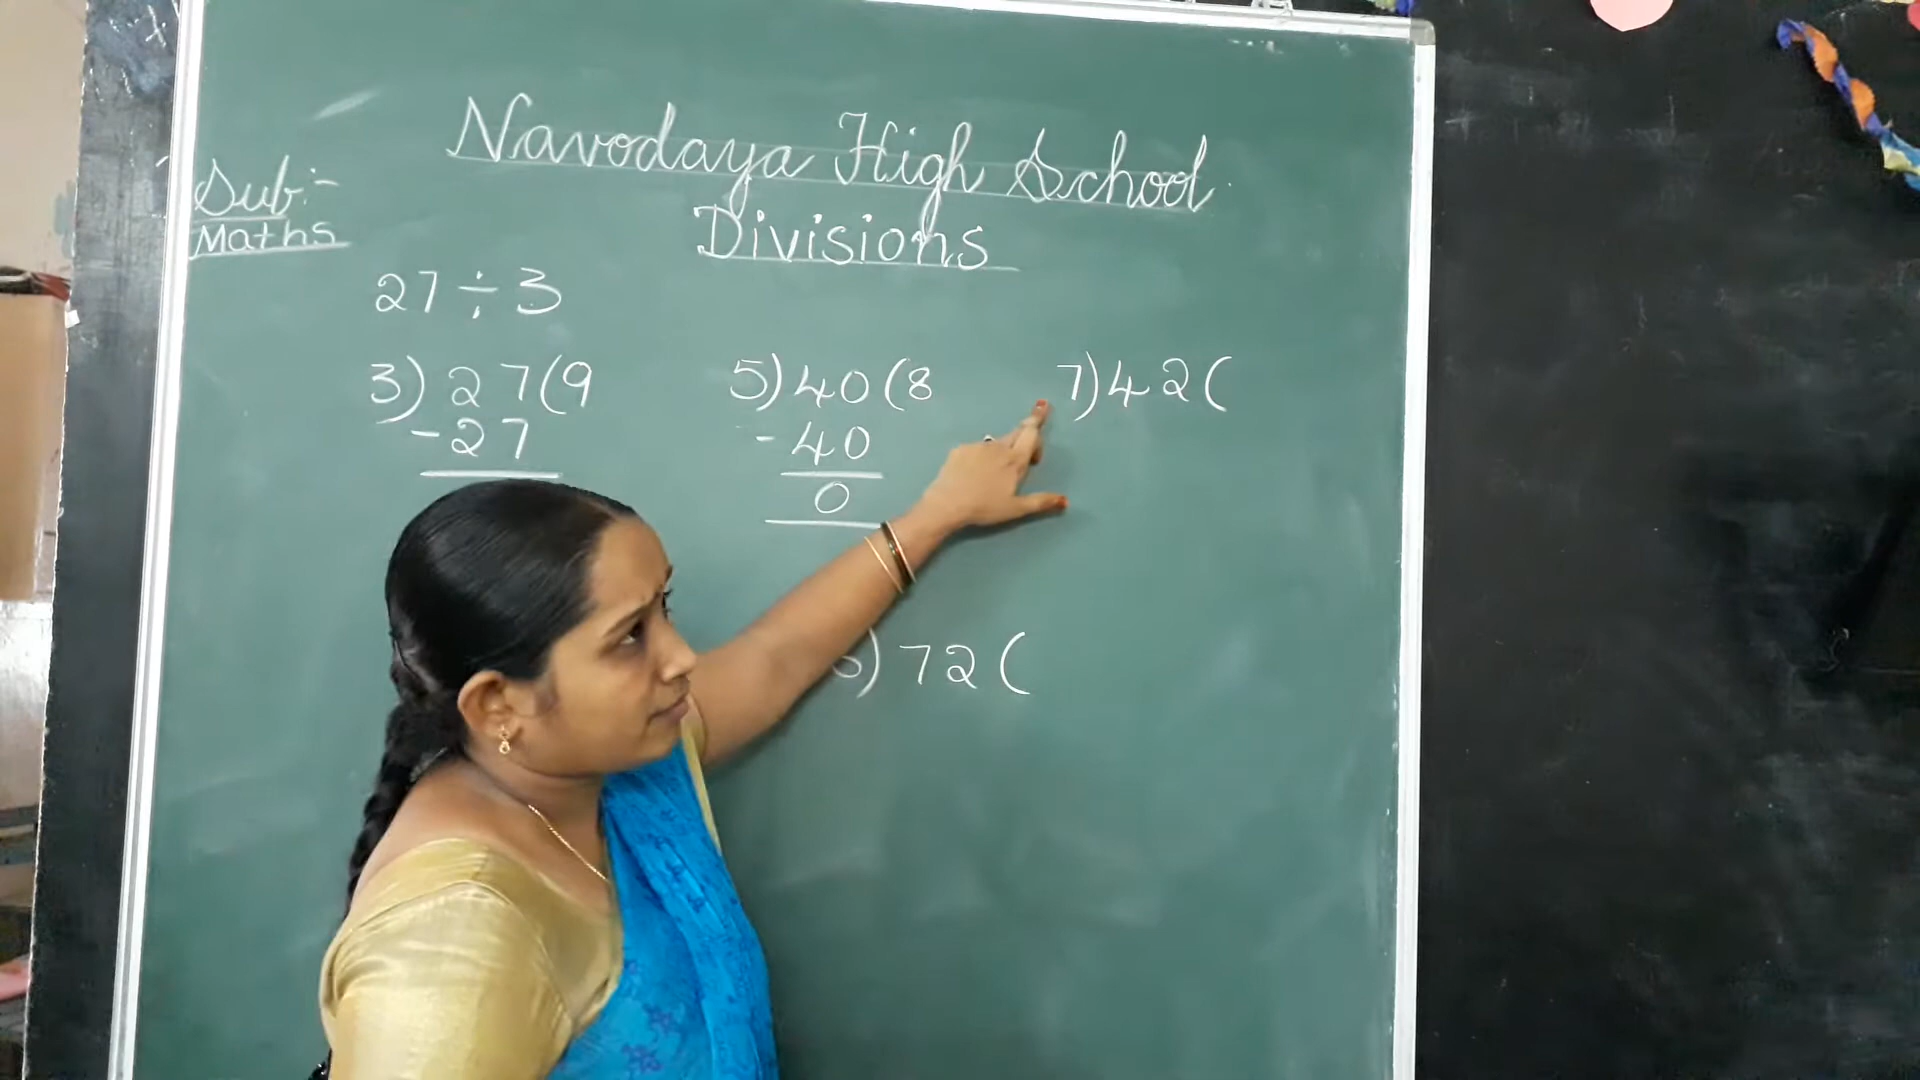 Navodaya High School
Sub:-
Maths
Divisions
27÷3
3)27(9
-27
5)40(8
-40
0
7)42(
)72(